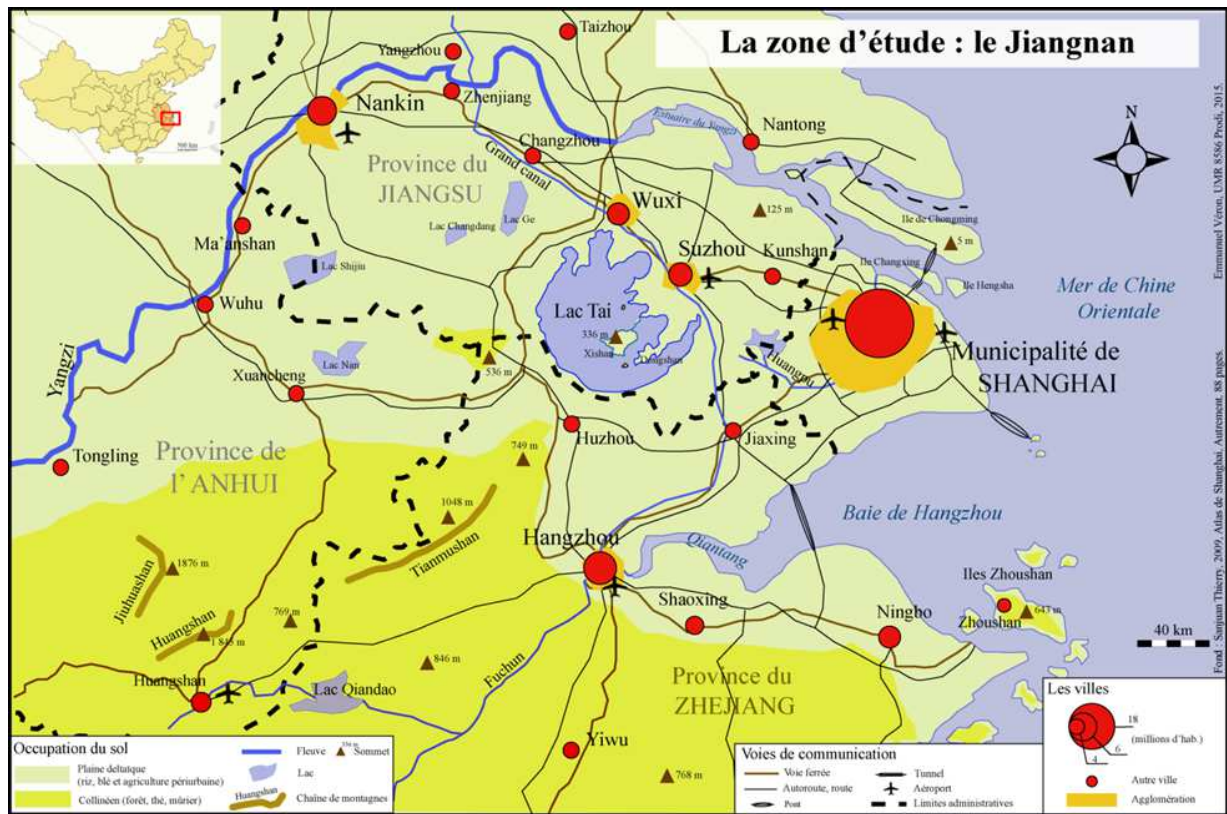 La zone d'étude : le Jiangnan
500 km
Taizhou
Yangzhou
Zhenjiang
Nankin
Estuaire du Yangzi
Nantong
N
Changzhou
Province du
JIANGSU
Grand canal
Wuxi
Lac Ge
Lac Changdang
125 m
Ile de Chongming
5 m
Ma'anshan
Suzhou
Kunshan
Ile Changxing
Lac Shijiu
Ile Hengsha
Mer de Chine
Orientale
Wuhu
Lac Tai
336 m
Xishan
Dongshan
Huangpu
Municipalité de
SHANGHAI
Yangzi
536 m
Lac Nan
Xuancheng
Huzhou
Jiaxing
Province de
l'ANHUI
Tongling
749 m
1048 m
Tianmushan
Baie de Hangzhou
Hangzhou
Qiantang
1876 m
Jiuhuashan
Iles Zhoushan
Huangshan
1 845 m
769 m
Shaoxing
Ningbo
Zhoushan
643 m
40 km
846 m
Fuchun
Huangshan
Lac Qiandao
Province du
ZHEJIANG
Yiwu
768 m
Occupation du sol
Plaine deltaïque
(riz, blé et agriculture périurbaine)
Collinéen (forêt, thé, mûrier)
Fleuve
Sommet
Lac
Huangshan
Chaîne de montagnes
Voies de communication
Voie ferrée
Autoroute, route
Pont
Tunnel
Aéroport
Limites administratives
Les villes
18
(millions d'hab.)
6
4
Autre ville
Agglomération
Fond : Sanjuan Thierry, 2009, Atlas de Shanghai, Autrement, 88 pages.
Emmanuel Véron, UMR 8586 Prodi, 2015.